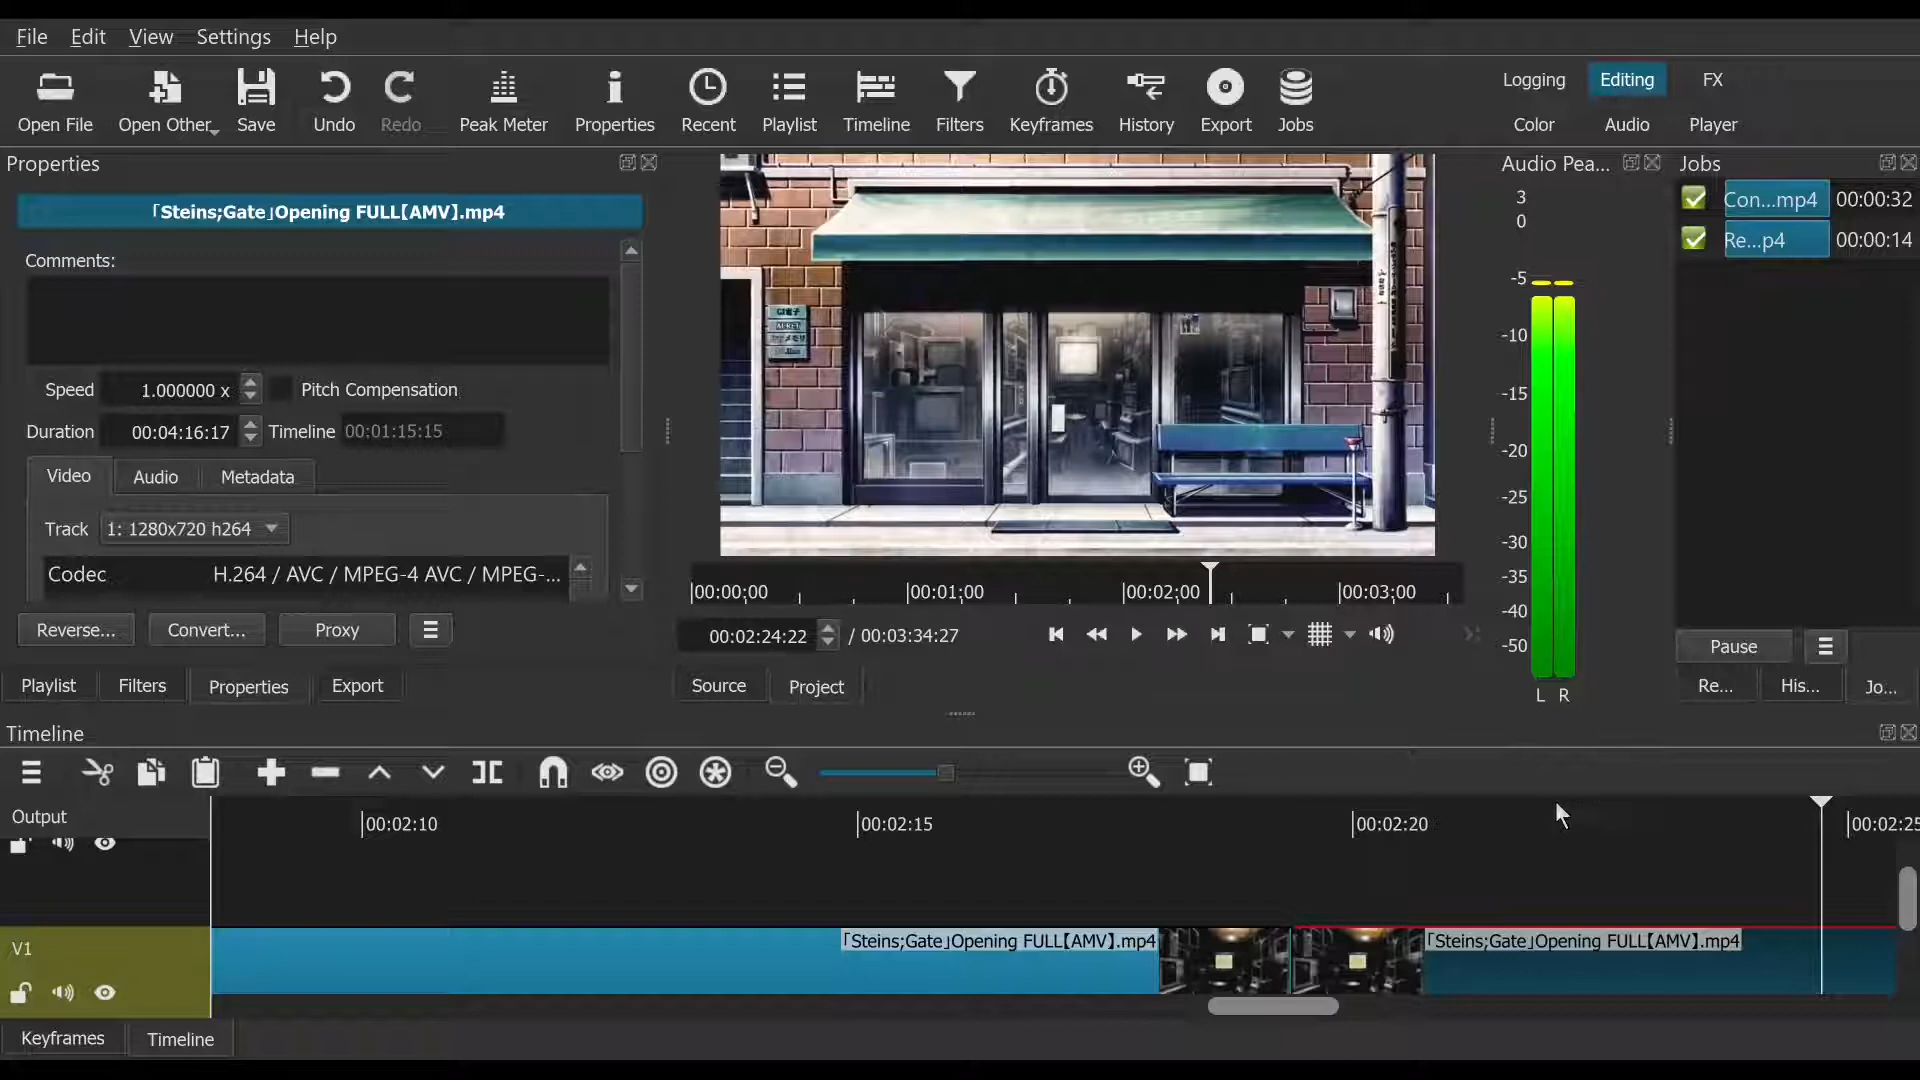 File Edit View Settings Help
Open File Open Other Save Undo Redo Peak Meter Properties Recent Playlist Timeline Filters Keyframes History Export Jobs
Logging Editing FX
Color Audio Player
Properties
「Steins;Gate」Opening FULL【AMV】.mp4
Comments:
Speed 1.000000 x Pitch Compensation
Duration 00:04:16:17 Timeline 00:01:15:15
Video Audio Metadata
Track 1: 1280x720 h264
Codec H.264 / AVC / MPEG-4 AVC / MPEG-...
Reverse... Convert... Proxy
Playlist Filters Properties Export
00:00;00 00:01;00 00:02;00 00:03;00
00:02:24:22 / 00:03:34:27
Source Project
Audio Pea...
3
0
-5
-10
-15
-20
-25
-30
-35
-40
-50
L R
Jobs
Con...mp4 00:00:32
Re...p4 00:00:14
Pause
Re... His... Jo...
Timeline
Output
00:02:10 00:02:15 00:02:20 00:02:25
V1
「Steins;Gate」Opening FULL【AMV】.mp4 「Steins;Gate」Opening FULL【AMV】.mp4
Keyframes Timeline